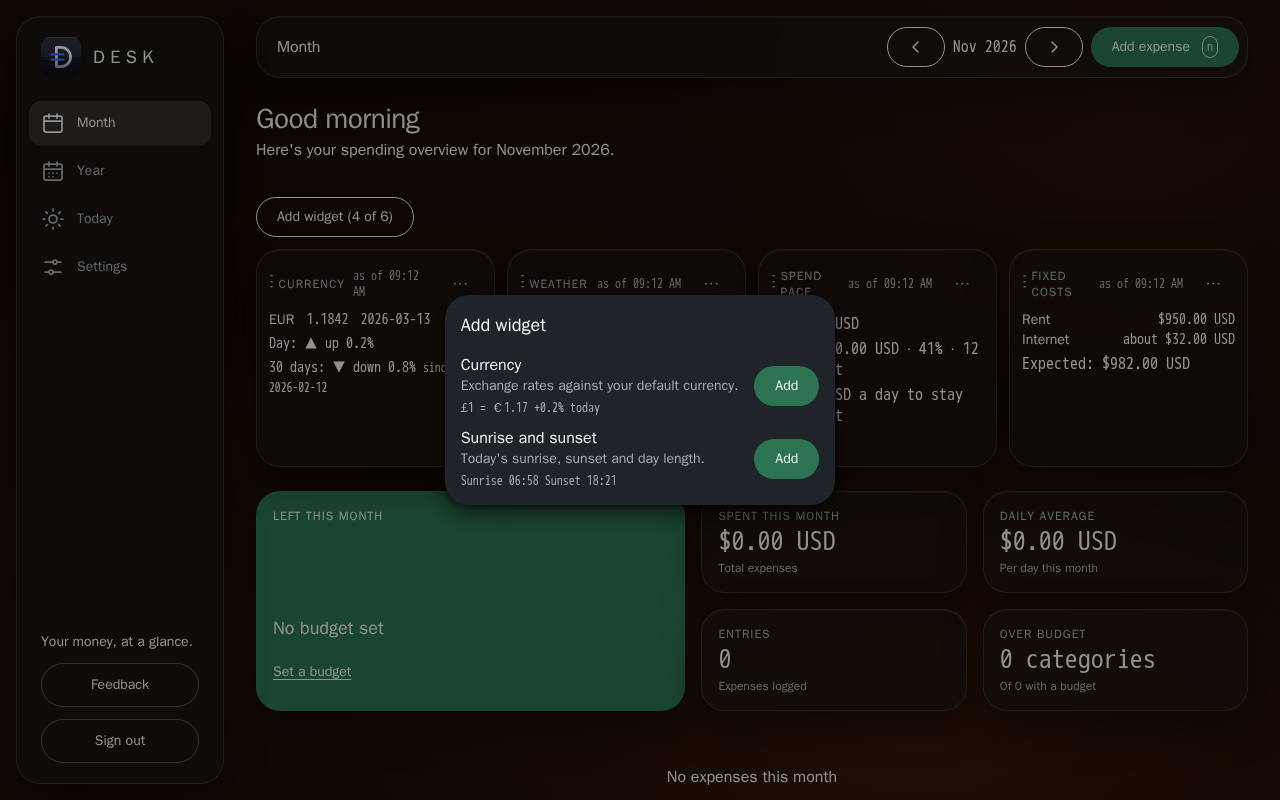 DESK
Month
Year
Today
Settings
Your money, at a glance.
Feedback
Sign out
Month
Nov 2026
Add expense n
Good morning
Here's your spending overview for November 2026.
Add widget (4 of 6)
CURRENCY as of 09:12 AM
EUR 1.1842 2026-03-13
Day: ▲ up 0.2%
30 days: ▼ down 0.8%
2026-02-12
WEATHER as of 09:12 AM
SPEND PACE as of 09:12 AM
USD
0.00 USD · 41% · 12
t
SD a day to stay
t
FIXED COSTS as of 09:12 AM
Rent $950.00 USD
Internet about $32.00 USD
Expected: $982.00 USD
Add widget
Currency
Exchange rates against your default currency.
£1 = €1.17 +0.2% today
Add
Sunrise and sunset
Today's sunrise, sunset and day length.
Sunrise 06:58 Sunset 18:21
Add
LEFT THIS MONTH
No budget set
Set a budget
SPENT THIS MONTH
$0.00 USD
Total expenses
DAILY AVERAGE
$0.00 USD
Per day this month
ENTRIES
0
Expenses logged
OVER BUDGET
0 categories
Of 0 with a budget
No expenses this month